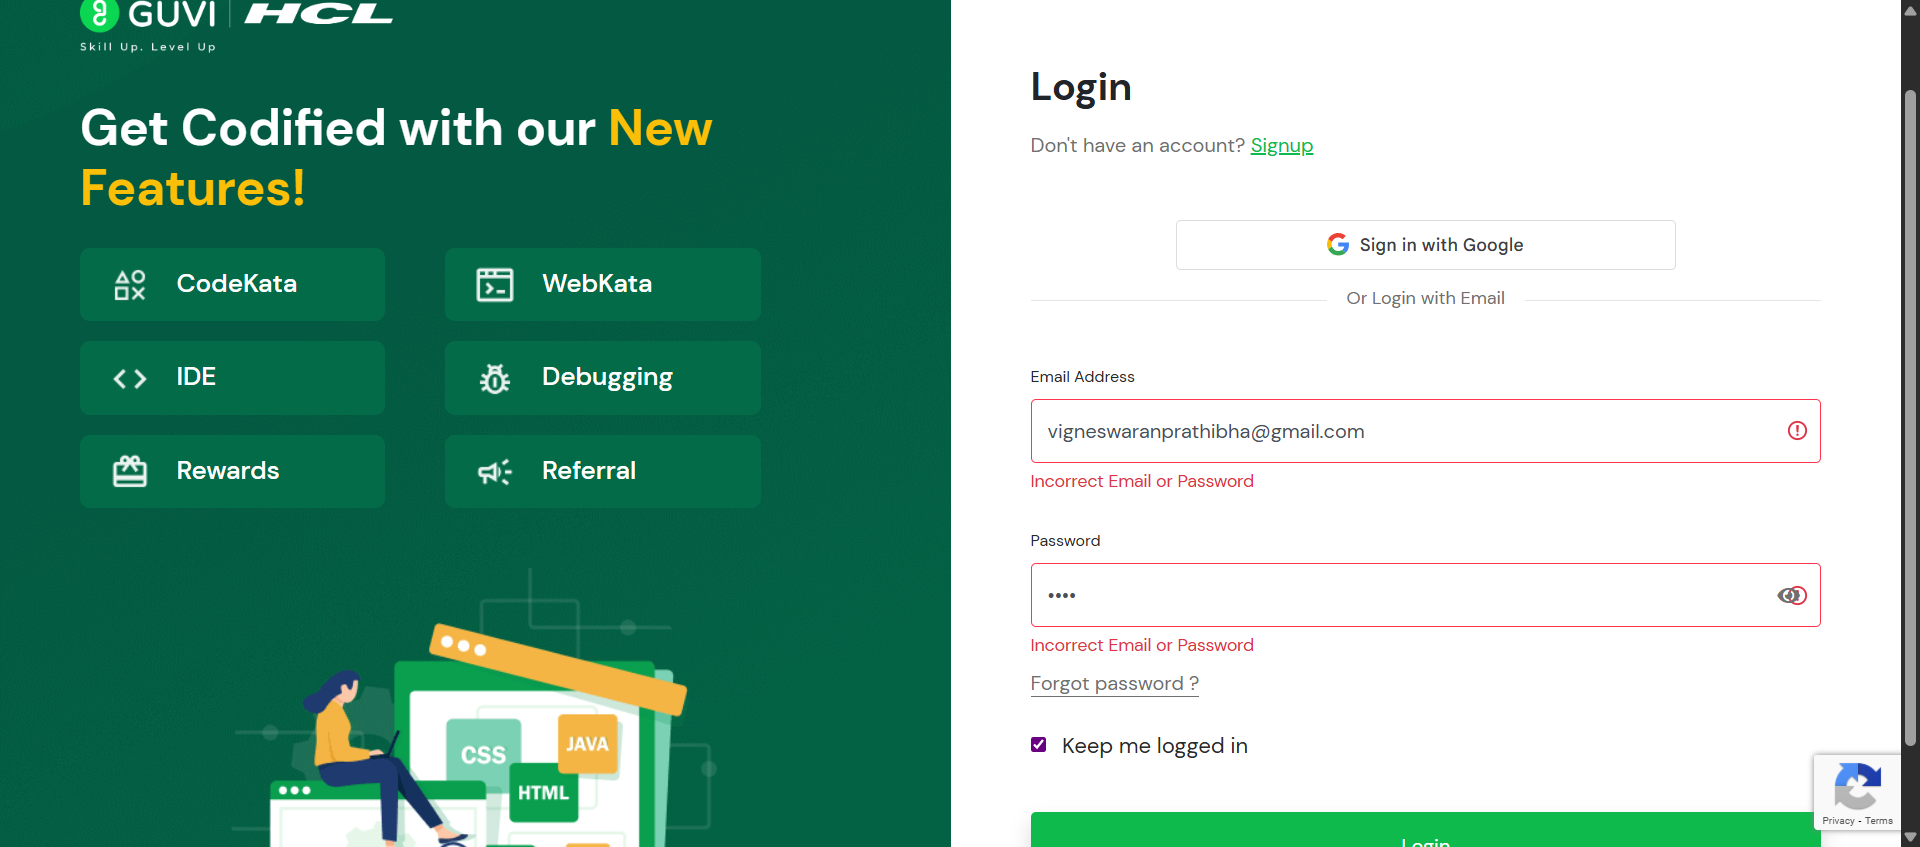 GUVI HCL
Skill Up. Level Up
Get Codified with our New
Features!
CodeKata
WebKata
IDE
Debugging
Rewards
Referral
CSS
JAVA
HTML
Login
Don't have an account? Signup
Sign in with Google
Or Login with Email
Email Address
vigneswaranprathibha@gmail.com
Incorrect Email or Password
Password
••••
Incorrect Email or Password
Forgot password ?
Keep me logged in
Login
Privacy - Terms